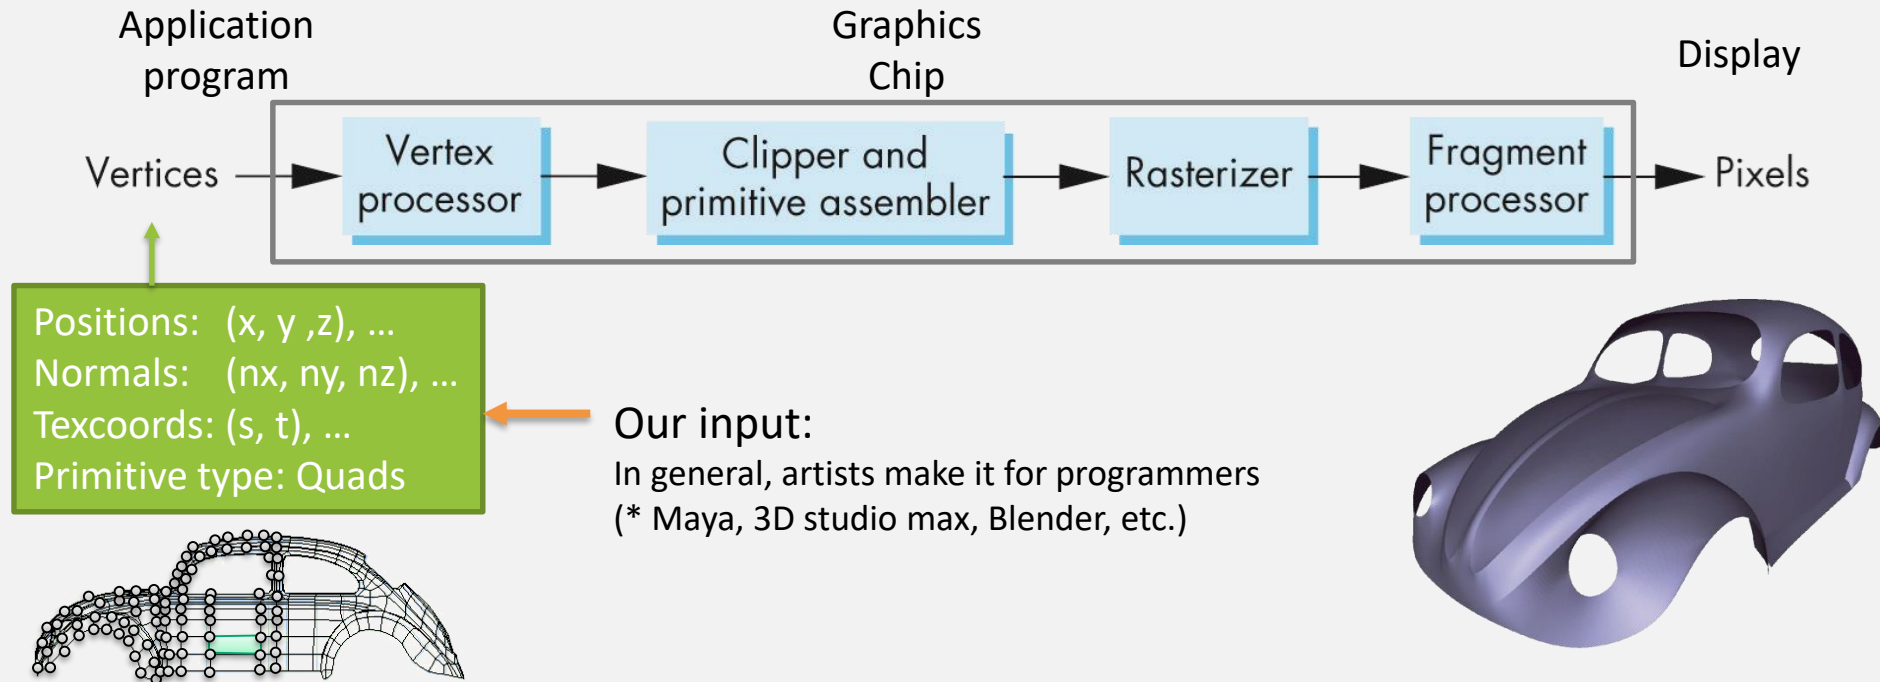 Application
program
Graphics
Chip
Display
Vertices
Vertex
processor
Clipper and
primitive assembler
Rasterizer
Fragment
processor
Pixels
Positions: (x, y ,z), ...
Normals: (nx, ny, nz), ...
Texcoords: (s, t), ...
Primitive type: Quads
Our input:
In general, artists make it for programmers
(* Maya, 3D studio max, Blender, etc.)